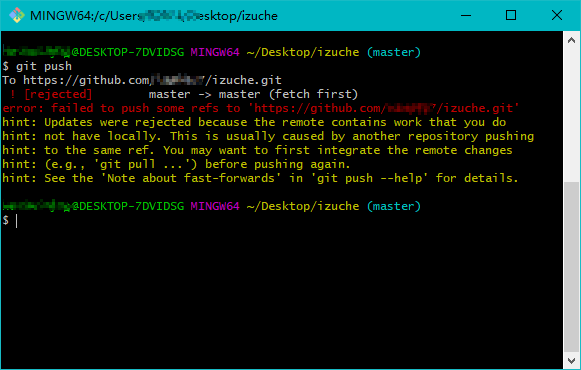 MINGW64:/c/Users/ esktop/izuche
@DESKTOP-7DVIDSG MINGW64 ~/Desktop/izuche (master)
$ git push
To https://github.com/ /izuche.git
! [rejected] master -> master (fetch first)
error: failed to push some refs to 'https://github.com/ /izuche.git'
hint: Updates were rejected because the remote contains work that you do
hint: not have locally. This is usually caused by another repository pushing
hint: to the same ref. You may want to first integrate the remote changes
hint: (e.g., 'git pull ...') before pushing again.
hint: See the 'Note about fast-forwards' in 'git push --help' for details.
@DESKTOP-7DVIDSG MINGW64 ~/Desktop/izuche (master)
$